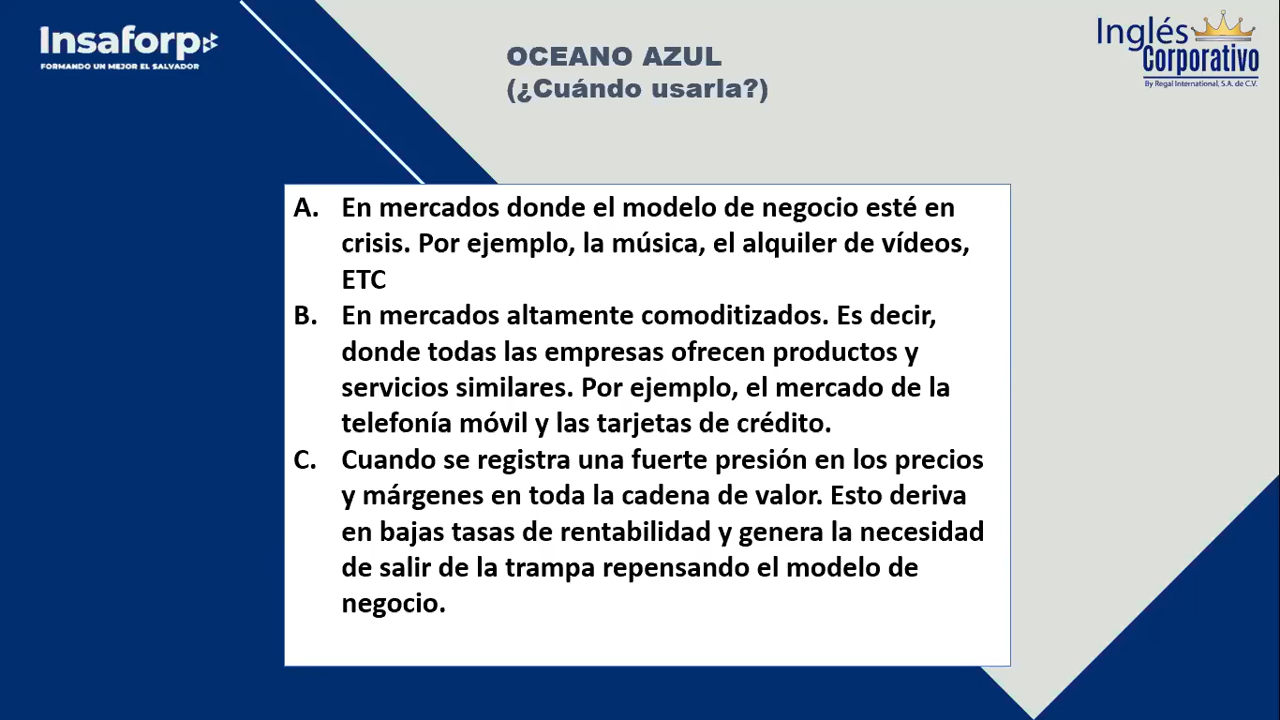 Insaforp
FORMANDO UN MEJOR EL SALVADOR
OCEANO AZUL
(¿Cuándo usarla?)
Inglés
Corporativo
By Regal International, S.A. de C.V.
A. En mercados donde el modelo de negocio esté en
crisis. Por ejemplo, la música, el alquiler de vídeos,
ETC
B. En mercados altamente comoditizados. Es decir,
donde todas las empresas ofrecen productos y
servicios similares. Por ejemplo, el mercado de la
telefonía móvil y las tarjetas de crédito.
C. Cuando se registra una fuerte presión en los precios
y márgenes en toda la cadena de valor. Esto deriva
en bajas tasas de rentabilidad y genera la necesidad
de salir de la trampa repensando el modelo de
negocio.